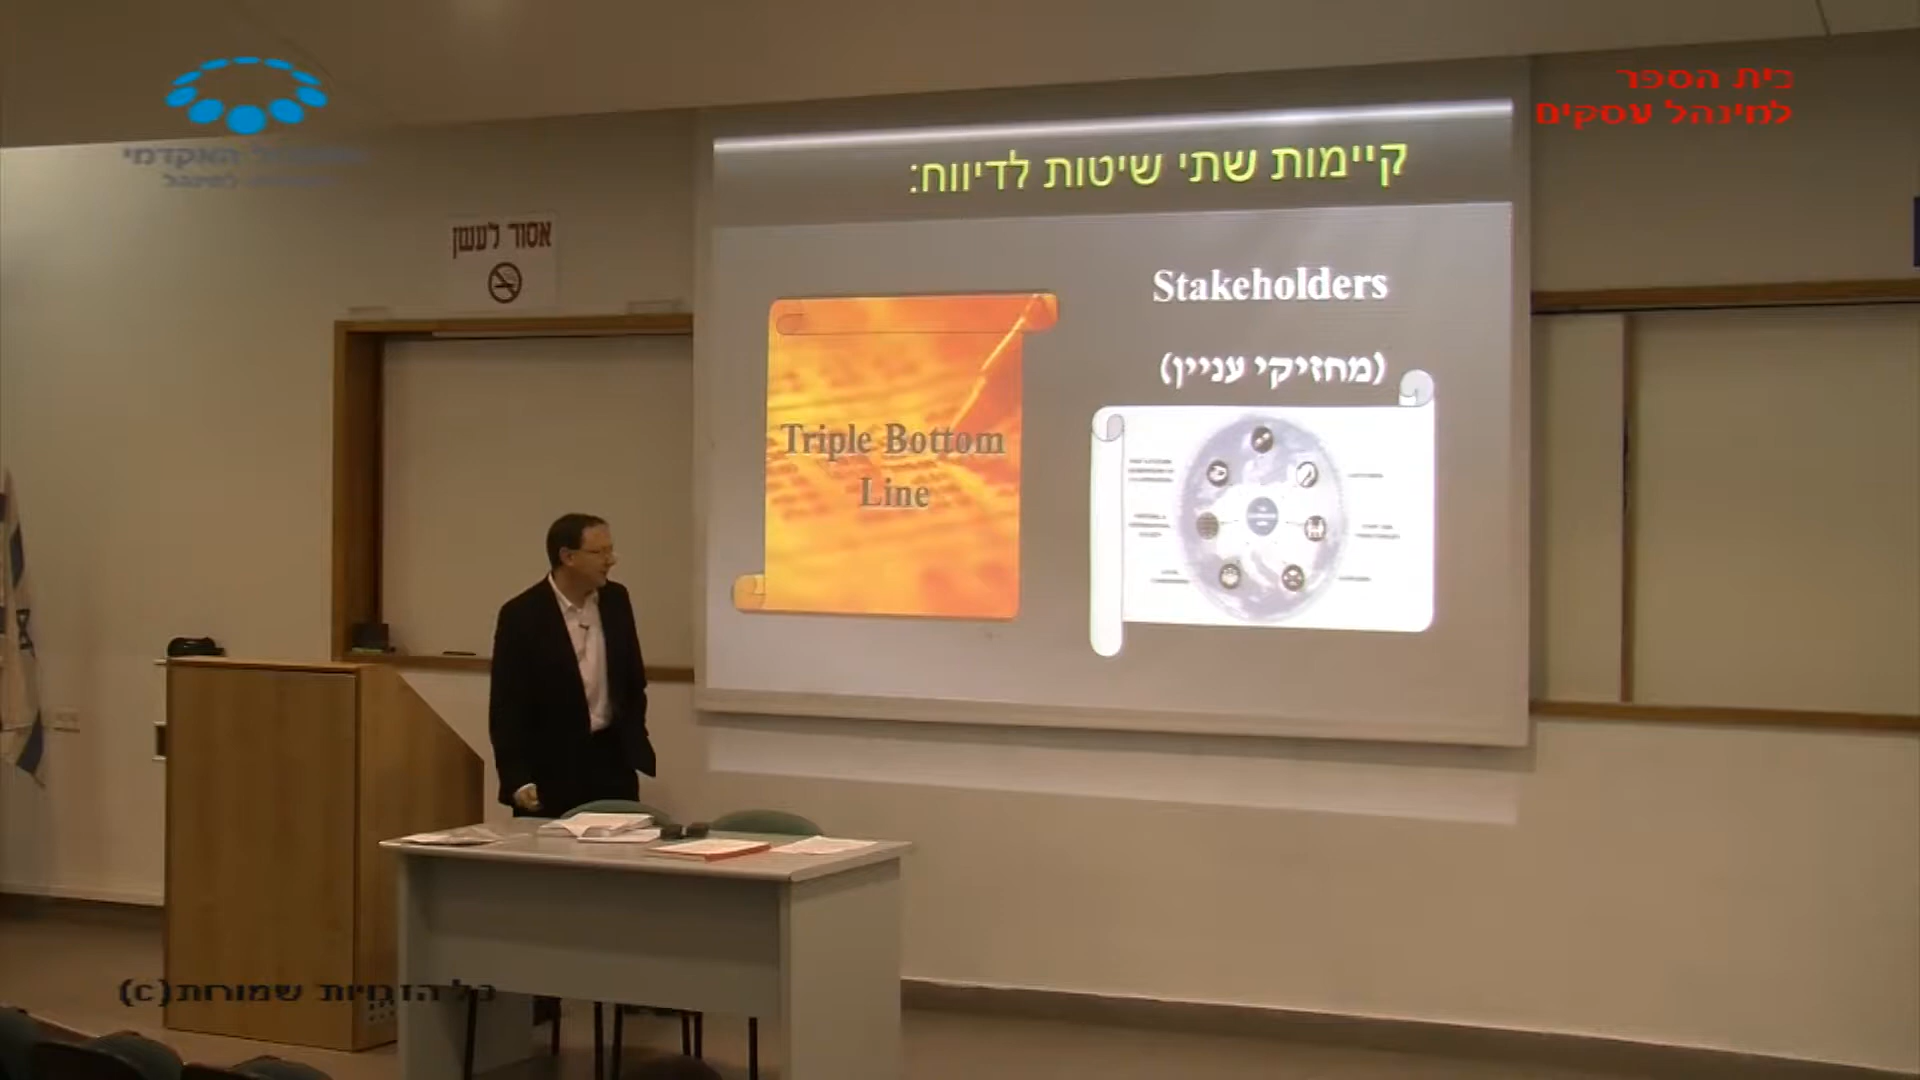 האקדמי
למינהל
בית הספר
למינהל עסקים
קיימות שתי שיטות לדיווח:
אסור לעשן
Stakeholders
(מחזיקי עניין)
Triple Bottom
Line
כל הזכויות שמורות(c)